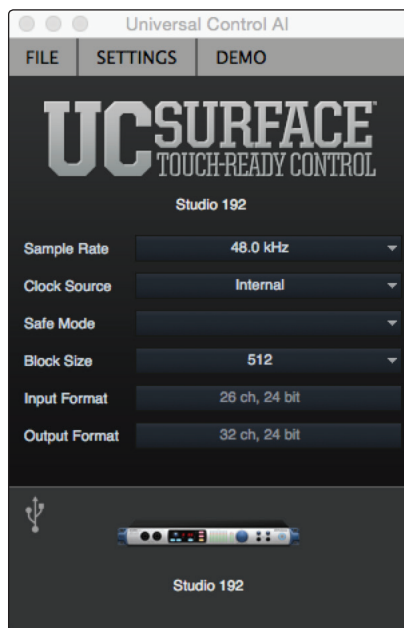 Universal Control AI
FILE SETTINGS DEMO
UC SURFACE
TOUCH-READY CONTROL
Studio 192
Sample Rate 48.0 kHz
Clock Source Internal
Safe Mode
Block Size 512
Input Format 26 ch, 24 bit
Output Format 32 ch, 24 bit
Studio 192